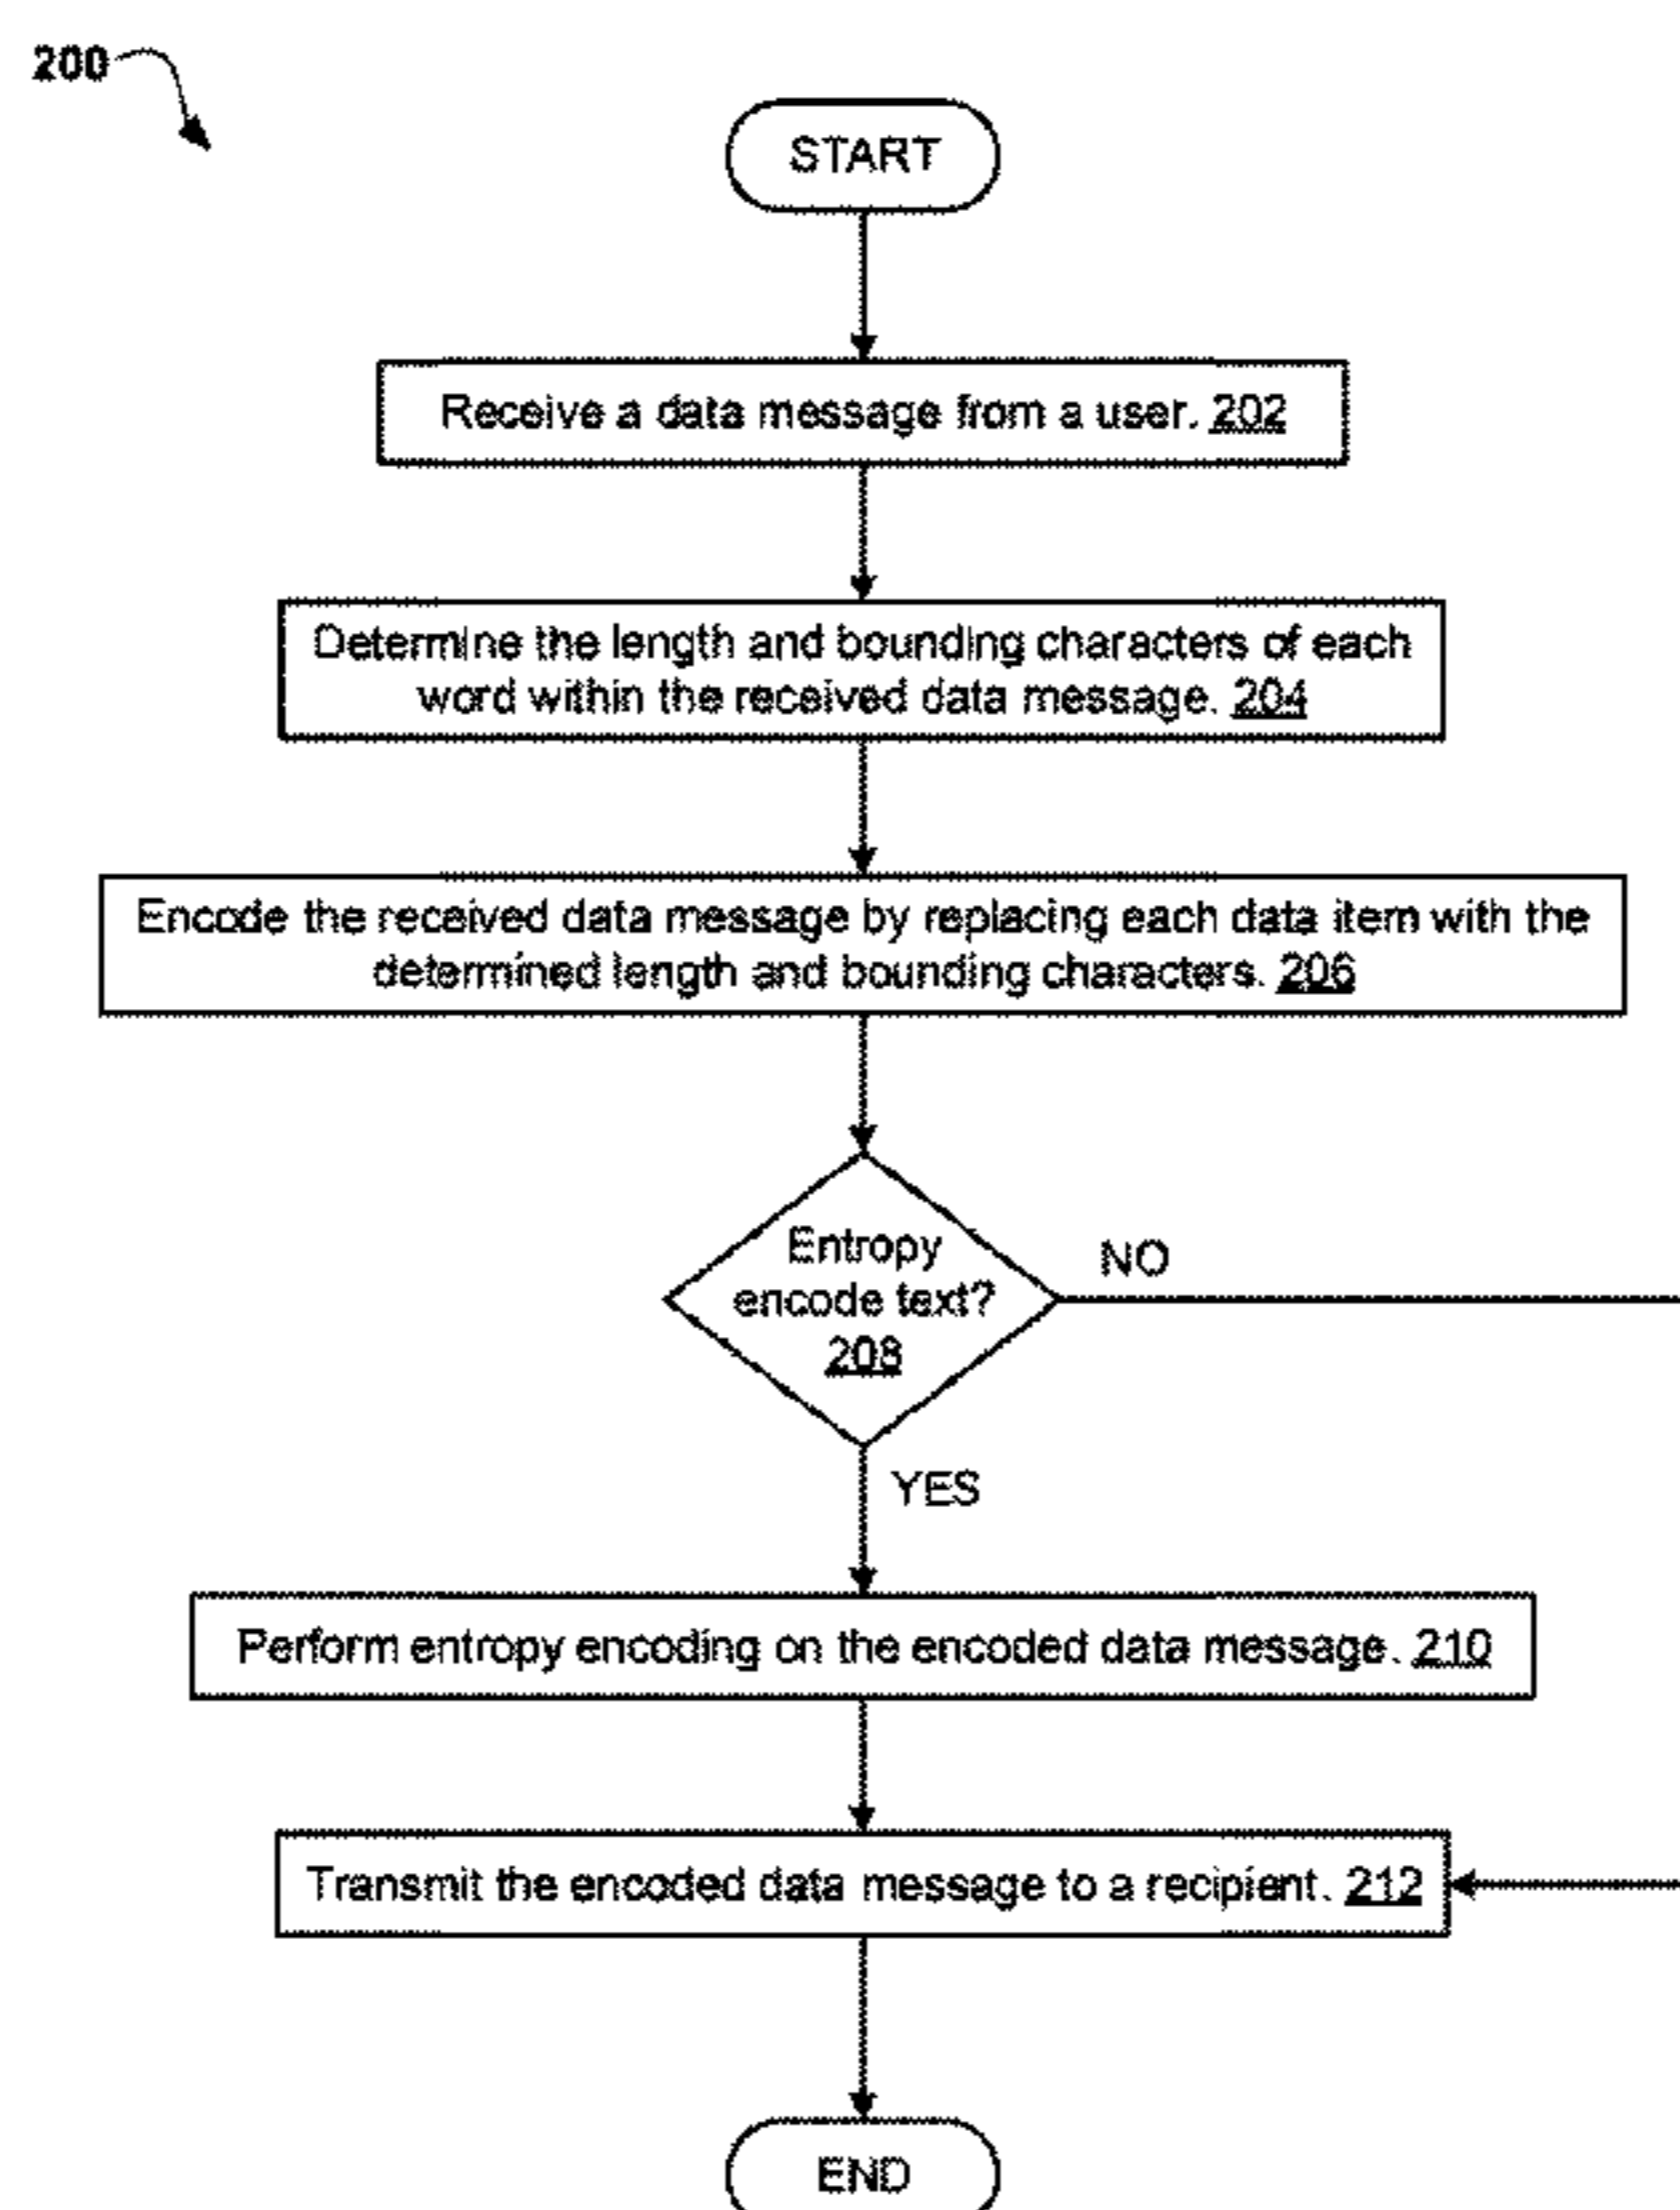 200
START
Receive a data message from a user. 202
Determine the length and bounding characters of each
word within the received data message. 204
Encode the received data message by replacing each data item with the
determined length and bounding characters. 206
Entropy
encode text?
208
NO
YES
Perform entropy encoding on the encoded data message. 210
Transmit the encoded data message to a recipient. 212
END